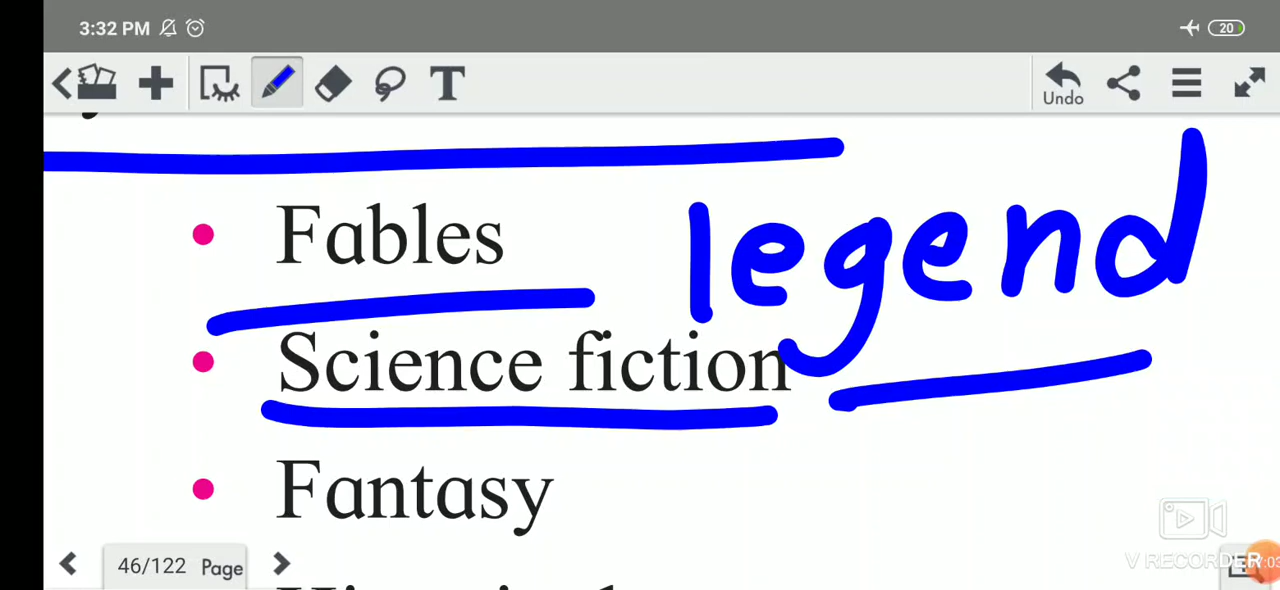 3:32 PM 20
T Undo
Fables legend
Science fiction
Fantasy
46/122 Page
V RECORDER